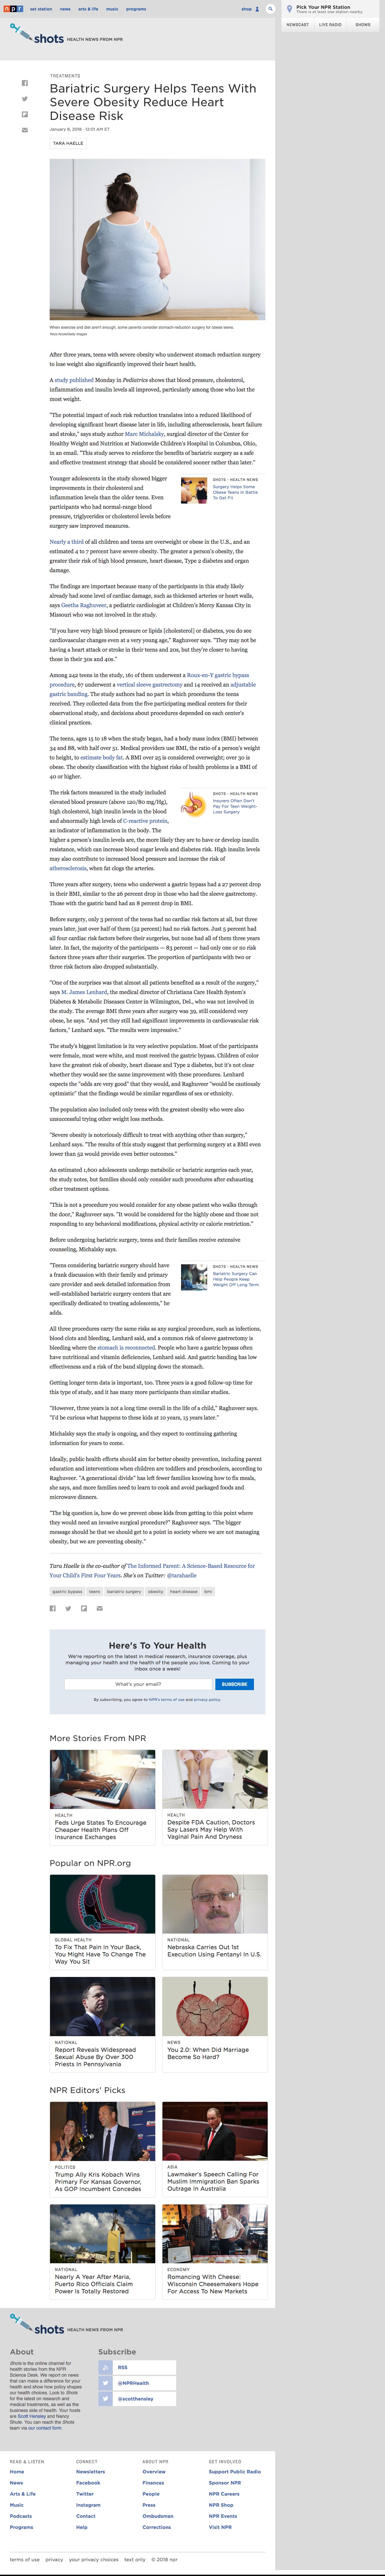 npr
set station
news
arts & life
music
programs
shop
Pick Your NPR Station
There is at least one station nearby
NEWSCAST
LIVE RADIO
SHOWS
shots HEALTH NEWS FROM NPR
TREATMENTS
Bariatric Surgery Helps Teens With
Severe Obesity Reduce Heart
Disease Risk
January 8, 2018 · 12:01 AM ET
TARA HAELLE
When exercise and diet aren't enough, some parents consider stomach-reduction surgery for obese teens.
After three years, teens with severe obesity who underwent stomach reduction surgery
to lose weight also significantly improved their heart health.
A study published Monday in Pediatrics shows that blood pressure, cholesterol,
inflammation and insulin levels all improved, particularly among those who lost the
most weight.
"The potential impact of such risk reduction translates into a reduced likelihood of
developing significant heart disease later in life, including atherosclerosis, heart failure
and stroke," says study author Marc Michalsky, surgical director of the Center for
Healthy Weight and Nutrition at Nationwide Children's Hospital in Columbus, Ohio,
in an email. "This study serves to reinforce the benefits of bariatric surgery as a safe
and effective treatment strategy that should be considered sooner rather than later."
Younger adolescents in the study showed bigger
improvements in their cholesterol and
inflammation levels than the older teens. Even
participants who had normal-range blood
pressure, triglycerides or cholesterol levels before
surgery saw improved measures.
SHOTS - HEALTH NEWS
Surgery Helps Some
Obese Teens In Battle
To Get Fit
Nearly a third of all children and teens are overweight or obese in the U.S., and an
estimated 4 to 7 percent have severe obesity. The greater a person's obesity, the
greater their risk of high blood pressure, heart disease, Type 2 diabetes and organ
damage.
The findings are important because many of the participants in this study likely
already had some level of cardiac damage, such as thickened arteries or heart walls,
says Geetha Raghuveer, a pediatric cardiologist at Children's Mercy Kansas City in
Missouri who was not involved in the study.
"If you have very high blood pressure or lipids [cholesterol] or diabetes, you do see
cardiovascular changes even at a very young age," Raghuveer says. "They may not be
having a heart attack or stroke in their teens and 20s, but they're closer to having
those in their 30s and 40s."
Among 242 teens in the study, 161 of them underwent a Roux-en-Y gastric bypass
procedure, 67 underwent a vertical sleeve gastrectomy and 14 received an adjustable
gastric banding. The study authors had no part in which procedures the teens
received. They collected data from the five participating medical centers for their
observational study, and patients' procedures depended on each center's
clinical practices.
The teens, ages 15 to 18 when the study began, had a body mass index (BMI) between
34 and 88, with half over 51. Medical professionals use BMI, the ratio of a person's weight
to height, to estimate body fat. A BMI over 25 is considered overweight; over 30 is
obese. The obesity classification with the highest risks of health problems is a BMI of
40 or higher.
The risk factors measured in the study included
elevated blood pressure (above 120/80 mg/Hg),
high cholesterol, high insulin levels in the blood
and abnormally high levels of C-reactive protein,
an indicator of inflammation in the body. The
SHOTS - HEALTH NEWS
Insurers Often Don't
Pay For Teen Weight-
Loss Surgery
higher a person's insulin levels are, the more likely they are to have or develop insulin
resistance, which can increase blood sugar levels and diabetes risk. High insulin levels
also contribute to increased blood pressure and increase the risk of
atherosclerosis, when fat clogs the arteries.
Three years after surgery, teens who underwent a gastric bypass had a 27 percent drop
in their BMI, similar to the 26 percent drop in those who had the sleeve gastrectomy.
Those with the gastric band had an 8 percent drop in BMI.
Before surgery, only 3 percent of the teens had no cardiac risk factors at all, but three
years later, just over half of them (52 percent) had no risk factors. Just 5 percent had
all four cardiac risk factors before their surgeries, but none of them had all three years
later. In fact, the majority of the participants — 83 percent — had only one or no risk
factors three years after their surgeries. The proportion of participants with two or
more risk factors also dropped substantially.
"One of the surprises was that almost all patients benefited as a result of the surgery,"
says M. James Lenhard, the medical director of Christiana Care Health System's
Diabetes & Metabolic Diseases Center in Wilmington, Del., who was not involved in
the study. The average BMI three years after surgery was 39, still considered very
obese, he says. "And yet they still had significant improvements in cardiovascular risk
factors," Lenhard says. "The results were impressive."
The study's biggest limitation is its very selective population. Most of the participants
were female, most were white, and most received the gastric bypass. Children of color
have the greatest risk of obesity, heart disease and Type 2 diabetes, but it's not clear
whether they would see the same improvement with these procedures. Lenhard
expects the "odds are very good" that they would, and Raghuveer "would be cautiously
optimistic" that the findings would be similar regardless of sex or ethnicity.
The population also included only teens with the greatest obesity who were also
unsuccessful trying other weight loss methods.
"Severe obesity is notoriously difficult to treat with anything other than surgery,"
Lenhard says. "The results of this study suggest that performing surgery at a BMI even
lower than 52 would provide even better outcomes."
An estimated 1,600 adolescents undergo metabolic or bariatric surgeries each year,
the study notes, but families should only consider such procedures after exhausting
other treatment options.
"This is not a procedure you would consider for any obese patient who walks through
the door," Raghuveer says. "It would be considered for the highly obese and those not
responding to any behavioral modifications, physical activity or calorie restriction."
Before undergoing bariatric surgery, teens and their families receive extensive
counseling, Michalsky says.
"Teens considering bariatric surgery should have
a frank discussion with their family and primary
care provider and seek detailed information from
well-established bariatric surgery centers that are
specifically dedicated to treating adolescents," he
adds.
SHOTS - HEALTH NEWS
Bariatric Surgery Can
Help People Keep
Weight Off Long Term
All three procedures carry the same risks as any surgical procedure, such as infections,
blood clots and bleeding, Lenhard said, and a common risk of sleeve gastrectomy is
bleeding where the stomach is reconnected. People who have a gastric bypass often
have nutritional and vitamin deficiencies, Lenhard said. And gastric banding has low
effectiveness and a risk of the band slipping down the stomach.
Getting longer term data is important, too. Three years is a good follow-up time for
this type of study, and it has many more participants than similar studies.
"However, three years is not a long time overall in the life of a child," Raghuveer says.
"I'd be curious what happens to these kids at 10 years, 15 years later."
Michalsky says the study is ongoing, and they expect to continue gathering
information for years to come.
Ideally, public health efforts should aim for better obesity prevention, including parent
education and interventions when children are toddlers and preschoolers, according to
Raghuveer. "A generational divide" has left fewer families knowing how to fix meals,
she says, and more families need to learn to cook and avoid packaged foods and
microwave dinners.
"The big question is, how do we prevent obese kids from getting to this point where
they would need an invasive surgical procedure?" Raghuveer says. "The bigger
message should be that we should get to a point in society where we are not managing
obesity, but we are preventing obesity."
Tara Haelle is the co-author of The Informed Parent: A Science-Based Resource for
Your Child's First Four Years. She's on Twitter: @tarahaelle
gastric bypass
teens
bariatric surgery
obesity
heart disease
bmi
Here's To Your Health
We're reporting on the latest in medical research, insurance coverage, plus
managing your health and the health of the people you love. Coming to your
inbox once a week!
What's your email?
SUBSCRIBE
By subscribing, you agree to NPR's terms of use and privacy policy.
More Stories From NPR
HEALTH
Feds Urge States To Encourage
Cheaper Health Plans Off
Insurance Exchanges
HEALTH
Despite FDA Caution, Doctors
Say Lasers May Help With
Vaginal Pain And Dryness
Popular on NPR.org
GLOBAL HEALTH
To Fix That Pain In Your Back,
You Might Have To Change The
Way You Sit
NATIONAL
Nebraska Carries Out 1st
Execution Using Fentanyl In U.S.
NATIONAL
Report Reveals Widespread
Sexual Abuse By Over 300
Priests In Pennsylvania
NEWS
You 2.0: When Did Marriage
Become So Hard?
NPR Editors' Picks
POLITICS
Trump Ally Kris Kobach Wins
Primary For Kansas Governor,
As GOP Incumbent Concedes
ASIA
Lawmaker's Speech Calling For
Muslim Immigration Ban Sparks
Outrage in Australia
NATIONAL
Nearly A Year After Maria,
Puerto Rico Officials Claim
Power Is Totally Restored
ECONOMY
Romancing With Cheese:
Wisconsin Cheesemakers Hope
For Access To New Markets
shots HEALTH NEWS FROM NPR
About
Shots is the online channel for
health stories from the NPR
Science Desk. We report on news
that can make a difference for your
health and show how policy shapes
our health choices. Look to Shots
for the latest on research and
medical treatments, as well as the
business side of health. Your hosts
are Scott Hensley and Nancy
Shute. You can reach the Shots
team via our contact form.
Subscribe
RSS
@NPRHealth
@scotthensley
READ & LISTEN
Home
News
Arts & Life
Music
Podcasts
Programs
CONNECT
Newsletters
Facebook
Twitter
Instagram
Contact
Help
ABOUT NPR
Overview
Finances
People
Press
Ombudsman
Corrections
GET INVOLVED
Support Public Radio
Sponsor NPR
NPR Careers
NPR Shop
NPR Events
Visit NPR
terms of use
privacy
your privacy choices
text only
© 2018 npr